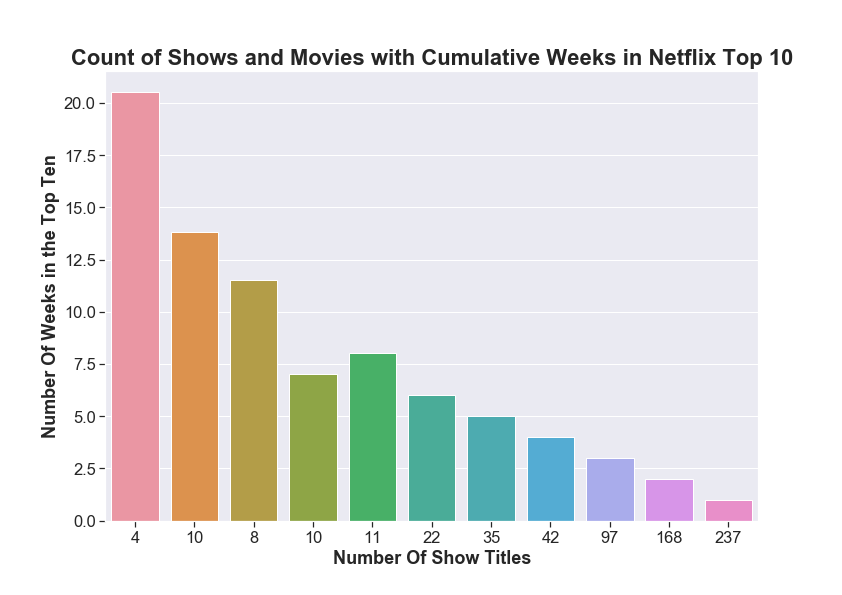 Count of Shows and Movies with Cumulative Weeks in Netflix Top 10
Number Of Weeks in the Top Ten
20.0
17.5
15.0
12.5
10.0
7.5
5.0
2.5
0.0
4 10 8 10 11 22 35 42 97 168 237
Number Of Show Titles